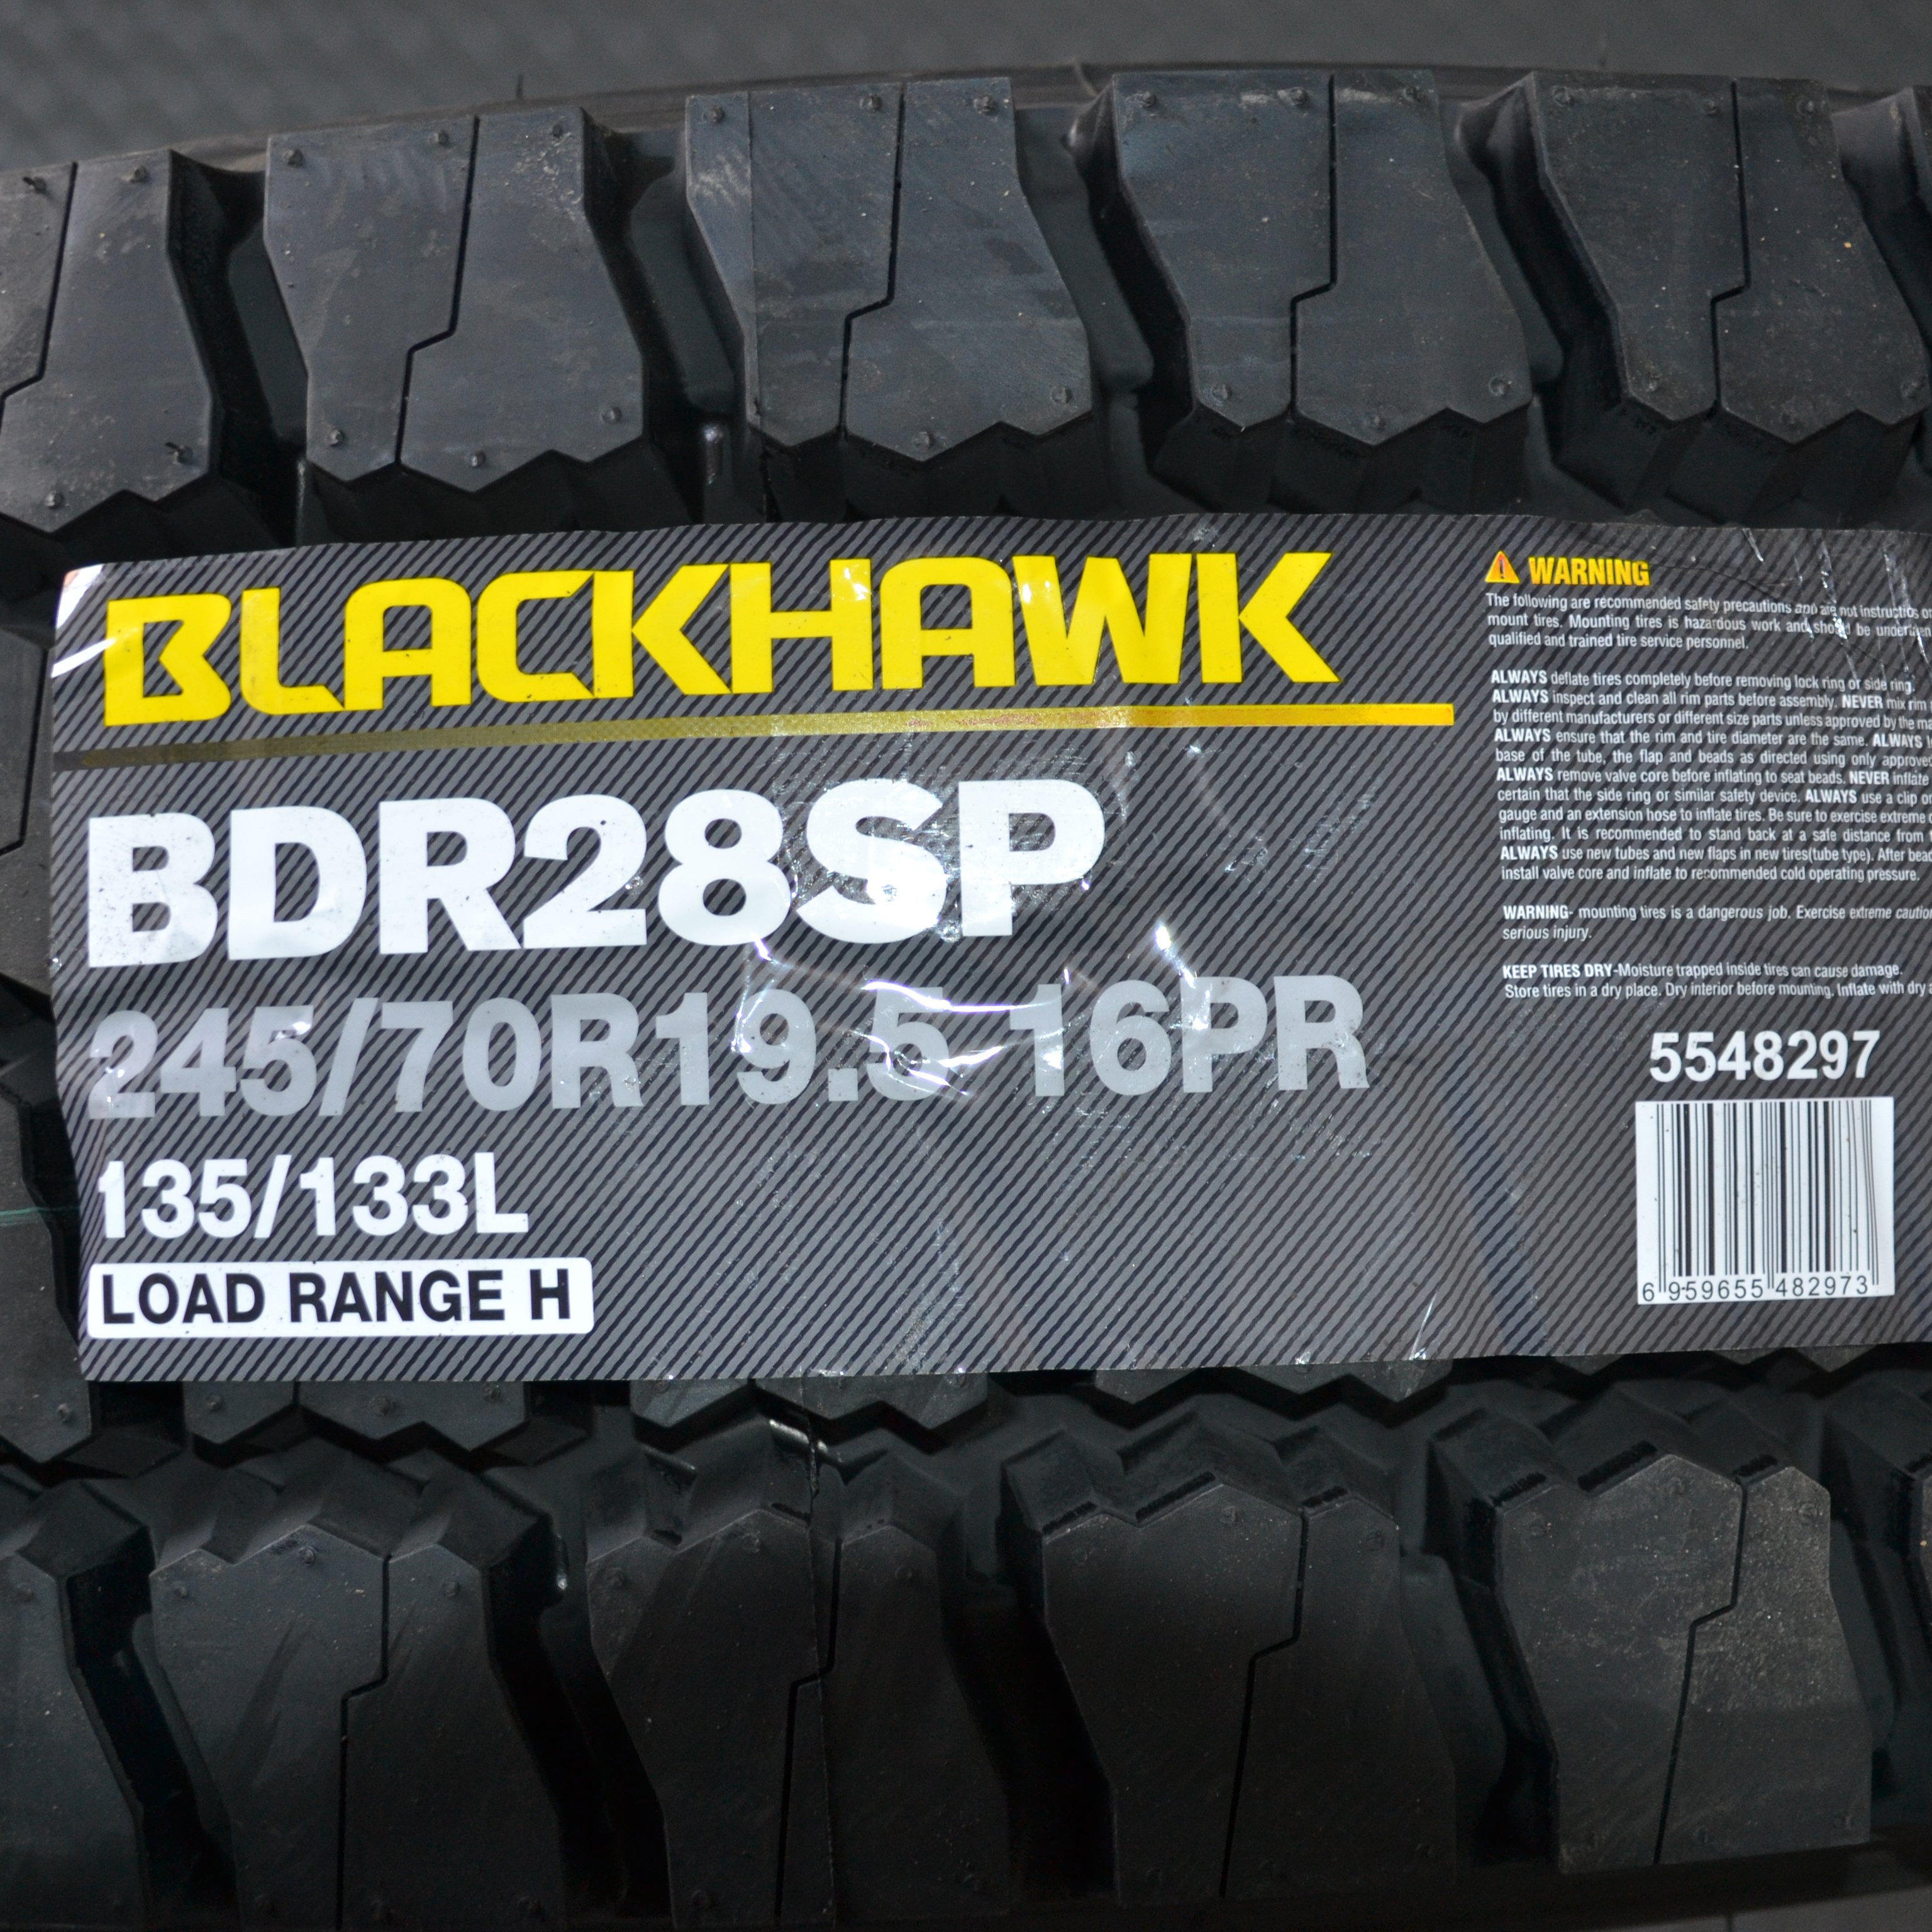 BLACKHAWK
BDR28SP
245/70R19.5 16PR
135/133L
LOAD RANGE H
WARNING
The following are recommended safety precautions and are not instructios
mount tires. Mounting tires is hazardous work and should be
qualified and trained tire service personnel.
ALWAYS deflate tires completely before removing lock ring or side ring.
ALWAYS inspect and clean all rim parts before assembly. NEVER mix rim
by different manufacturers or different size parts unless approved by the
ALWAYS ensure that the rim and tire diameter are the same. ALWAYS
base of the tube, the flap and beads as directed using only
ALWAYS remove valve core before inflating to seat beads. NEVER inflate
certain that the side ring or similar safety device. ALWAYS use a clip
gauge and an extension hose to inflate tires. Be sure to exercise extreme
inflating. It is recommended to stand back at a safe distance from
ALWAYS use new tubes and new flaps in new tires(tube type). After
install valve core and inflate to recommended cold operating pressure.
WARNING- mounting tires is a dangerous job. Exercise extreme
serious injury.
KEEP TIRES DRY-Moisture trapped inside tires can cause damage.
Store tires in a dry place. Dry interior before mounting. Inflate with dry
5548297
6 959655 482973